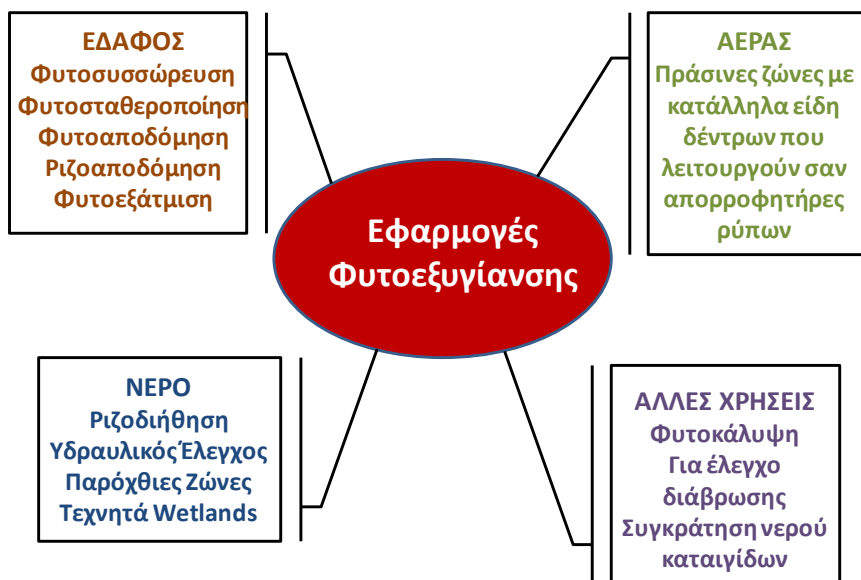 ΕΔΑΦΟΣ
Φυτοσυσσώρευση
Φυτοσταθεροποίηση
Φυτοαποδόμηση
Ριζοαποδόμηση
Φυτοεξάτμιση
ΑΕΡΑΣ
Πράσινες ζώνες με
κατάλληλα είδη
δέντρων που
λειτουργούν σαν
απορροφητήρες
ρύπων
Εφαρμογές
Φυτοεξυγίανσης
ΝΕΡΟ
Ριζοδιήθηση
Υδραυλικός Έλεγχος
Παρόχθιες Ζώνες
Τεχνητά Wetlands
ΑΛΛΕΣ ΧΡΗΣΕΙΣ
Φυτοκάλυψη
Για έλεγχο
διάβρωσης
Συγκράτηση νερού
καταιγίδων